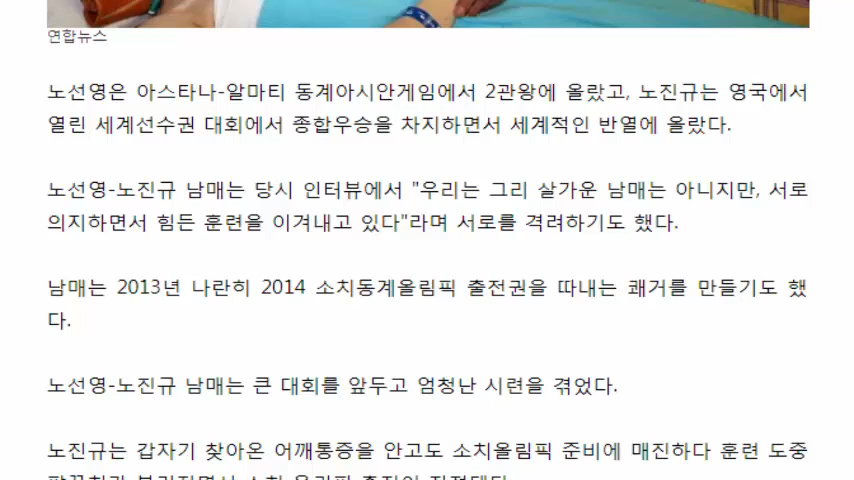 연합뉴스
노선영은 아스타나-알마티 동계아시안게임에서 2관왕에 올랐고, 노진규는 영국에서
열린 세계선수권 대회에서 종합우승을 차지하면서 세계적인 반열에 올랐다.
노선영-노진규 남매는 당시 인터뷰에서 "우리는 그리 살가운 남매는 아니지만, 서로
의지하면서 힘든 훈련을 이겨내고 있다"라며 서로를 격려하기도 했다.
남매는 2013년 나란히 2014 소치동계올림픽 출전권을 따내는 쾌거를 만들기도 했
다.
노선영-노진규 남매는 큰 대회를 앞두고 엄청난 시련을 겪었다.
노진규는 갑자기 찾아온 어깨통증을 안고도 소치올림픽 준비에 매진하다 훈련 도중